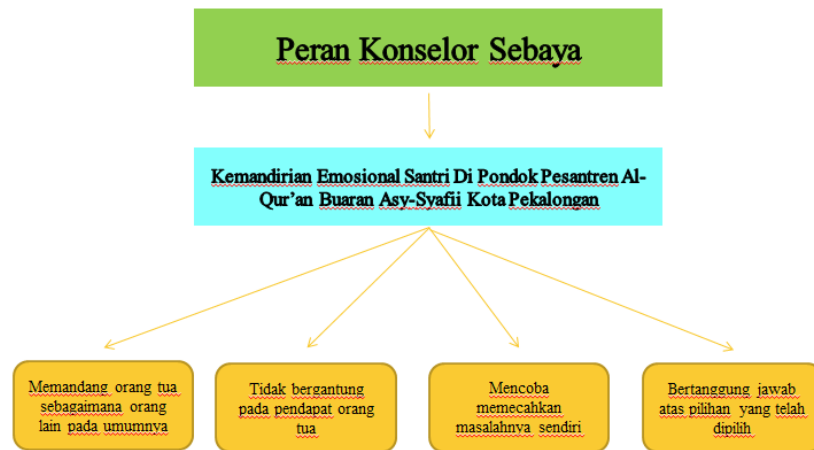 Peran Konselor Sebaya
Kemandirian Emosional Santri Di Pondok Pesantren Al-
Qur'an Buaran Asy-Syafii Kota Pekalongan
Memandang orang tua
sebagaimana orang
lain pada umumnya
Tidak bergantung
pada pendapat orang
tua
Mencoba
memecahkan
masalahnya sendiri
Bertanggung jawab
atas pilihan yang telah
dipilih